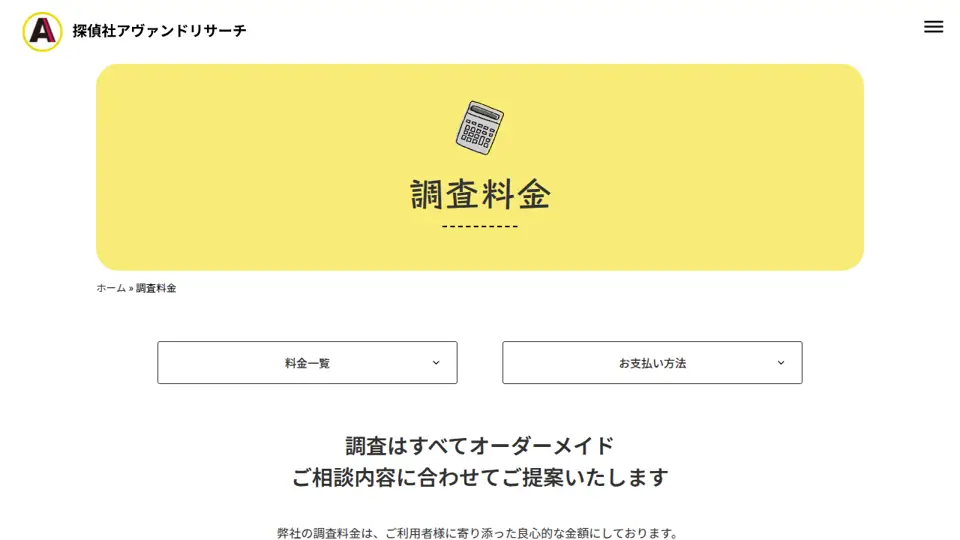 探偵社アヴァンドリサーチ
調査料金
ホーム » 調査料金
料金一覧
お支払い方法
調査はすべてオーダーメイド
ご相談内容に合わせてご提案いたします
弊社の調査料金は、ご利用者様に寄り添った良心的な金額にしております。